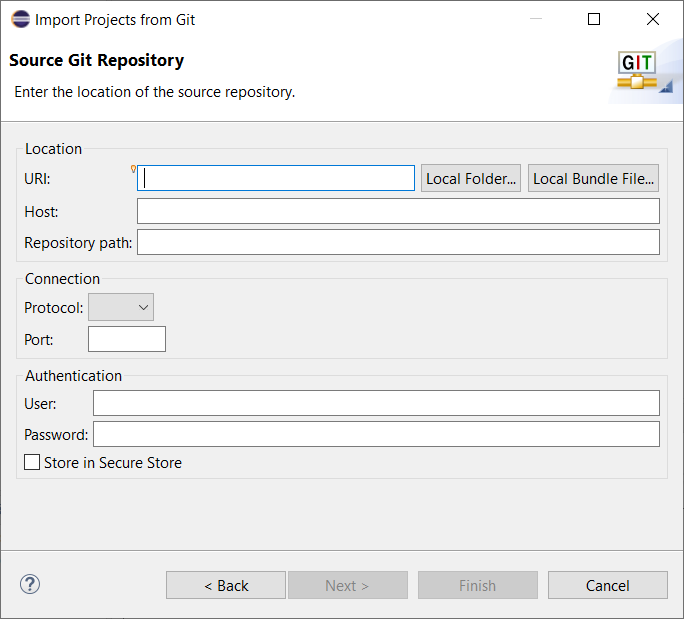 Import Projects from Git
Source Git Repository
Enter the location of the source repository.
GIT
Location
URI:
Local Folder...
Local Bundle File...
Host:
Repository path:
Connection
Protocol:
Port:
Authentication
User:
Password:
Store in Secure Store
?
< Back
Next >
Finish
Cancel